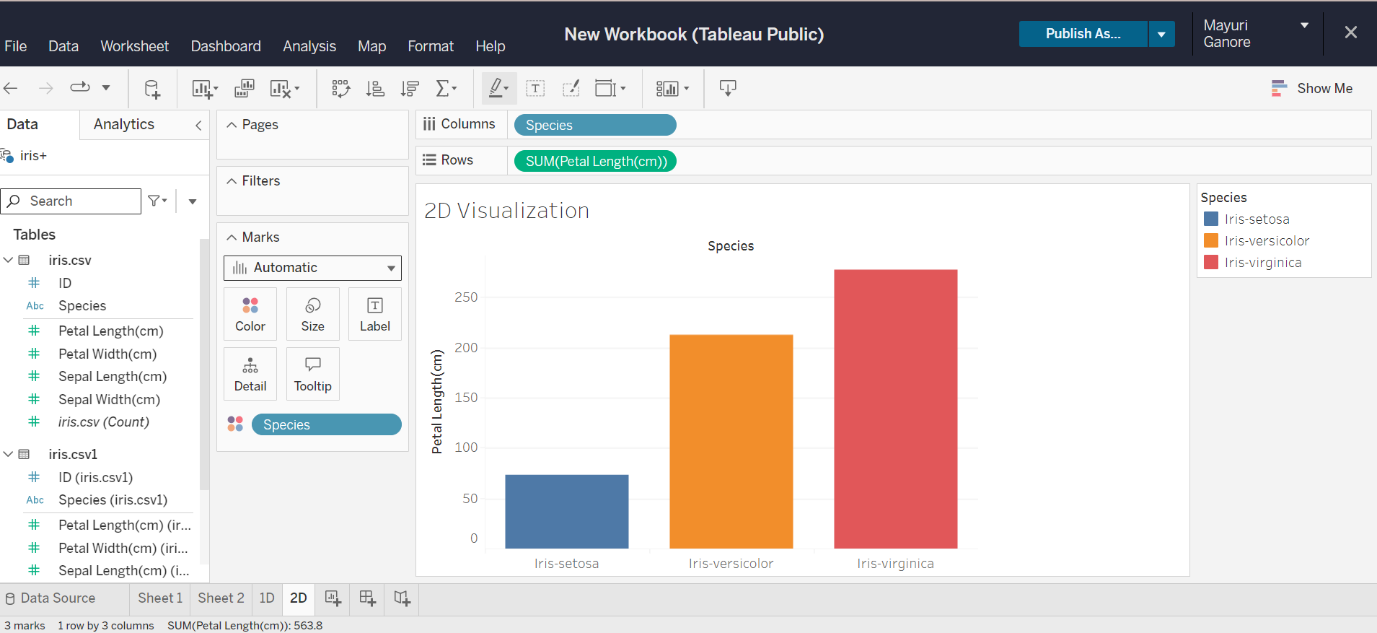 New Workbook (Tableau Public)
Publish As...
Mayuri
Ganore
File Data Worksheet Dashboard Analysis Map Format Help
Show Me
Data Analytics
iris+
Search
Tables
iris.csv
ID
Abc Species
Petal Length(cm)
Petal Width(cm)
Sepal Length(cm)
Sepal Width(cm)
iris.csv (Count)
iris.csv1
ID (iris.csv1)
Abc Species (iris.csv1)
Petal Length(cm) (ir...
Petal Width(cm) (iri...
Sepal Length(cm) (i...
Pages
Filters
Marks
Automatic
Color Size Label
Detail Tooltip
Species
Columns Species
Rows SUM(Petal Length(cm))
2D Visualization
Species
Petal Length(cm)
250
200
150
100
50
0
Iris-setosa Iris-versicolor Iris-virginica
Species
Iris-setosa
Iris-versicolor
Iris-virginica
Data Source Sheet 1 Sheet 2 1D 2D
3 marks 1 row by 3 columns SUM(Petal Length(cm)): 563.8